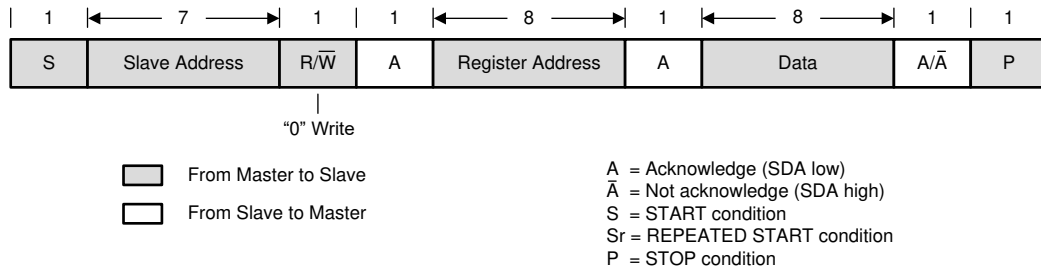 1 7 1 1 8 1 8 1 1
S Slave Address R/W̅ A Register Address A Data A/A̅ P
“0” Write
From Master to Slave
From Slave to Master
A = Acknowledge (SDA low)
A̅ = Not acknowledge (SDA high)
S = START condition
Sr = REPEATED START condition
P = STOP condition